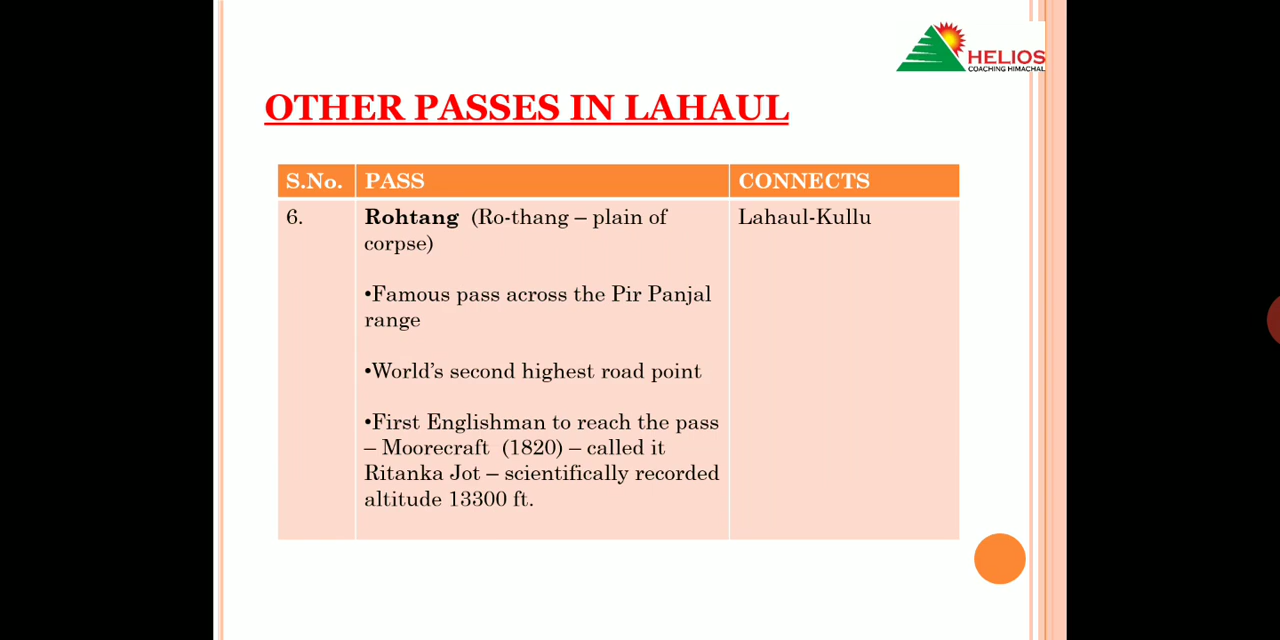 HELIOS
COACHING HIMACHAL
OTHER PASSES IN LAHAUL
S.No. PASS CONNECTS
6. Rohtang (Ro-thang – plain of Lahaul-Kullu
corpse)
•Famous pass across the Pir Panjal
range
•World's second highest road point
•First Englishman to reach the pass
– Moorecraft (1820) – called it
Ritanka Jot – scientifically recorded
altitude 13300 ft.